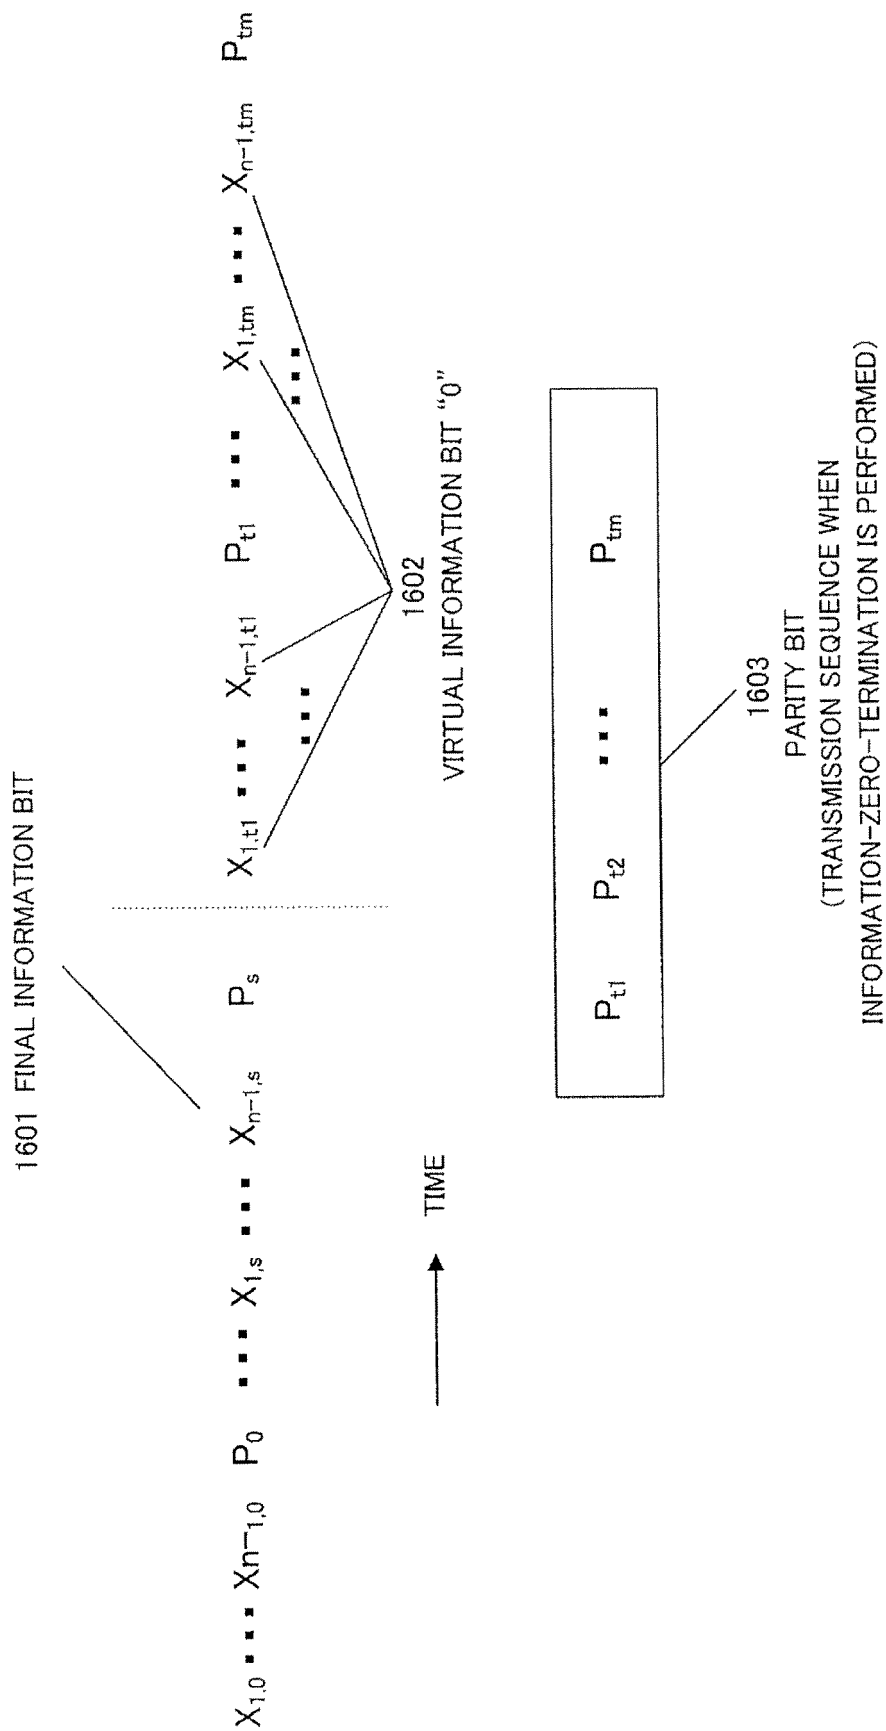 1601 FINAL INFORMATION BIT
X1,0 ▪▪▪ Xn-1,0 P0 ▪▪▪ X1,s ▪▪▪ Xn-1,s Ps X1,t1 ▪▪▪ Xn-1,t1 Pt1 ▪▪▪ X1,tm ▪▪▪ Xn-1,tm Ptm
▪▪▪ ▪▪▪
1602
TIME
VIRTUAL INFORMATION BIT “0”
Pt1 Pt2 ▪▪▪ Ptm
1603
PARITY BIT
(TRANSMISSION SEQUENCE WHEN
INFORMATION-ZERO-TERMINATION IS PERFORMED)